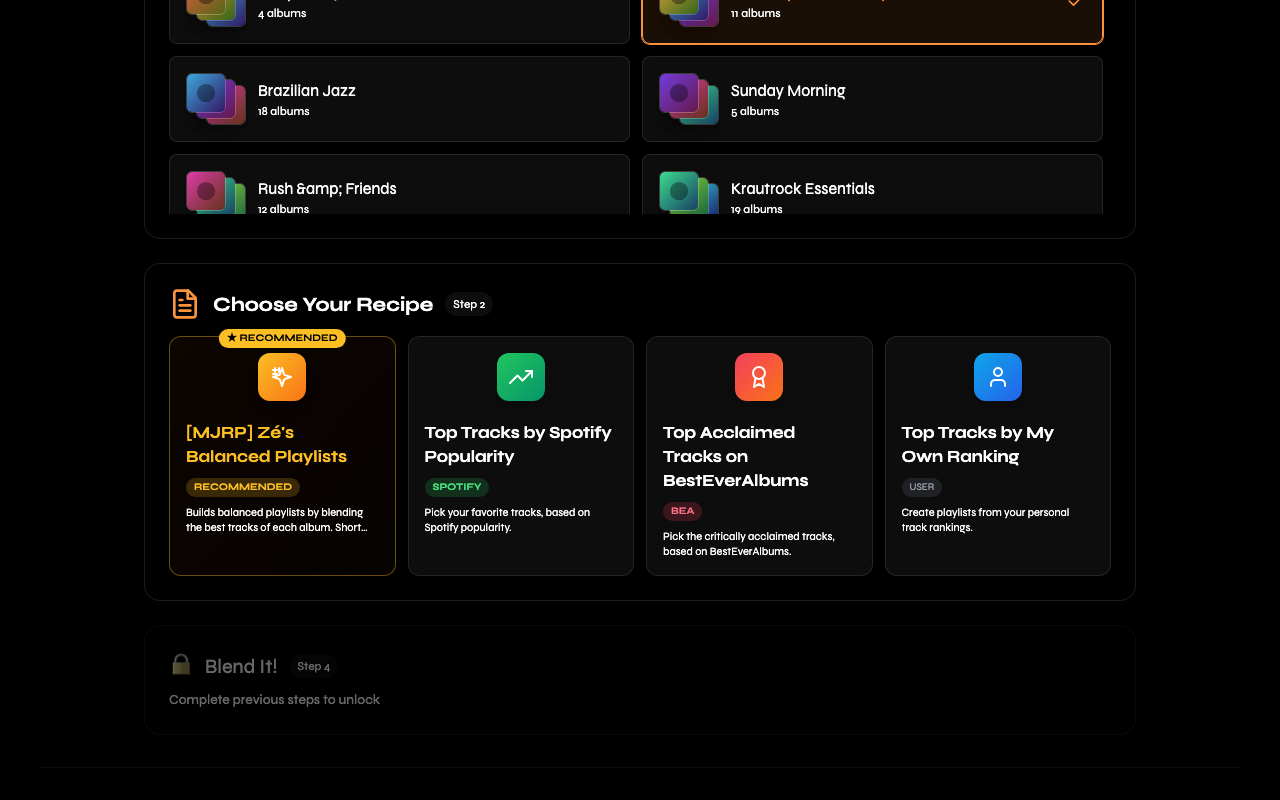 4 albums
11 albums
Brazilian Jazz
18 albums
Sunday Morning
5 albums
Rush &amp; Friends
12 albums
Krautrock Essentials
19 albums
Choose Your Recipe
Step 2
★ RECOMMENDED
[MJRP] Zé's
Balanced Playlists
RECOMMENDED
Builds balanced playlists by blending
the best tracks of each album. Short...
Top Tracks by Spotify
Popularity
SPOTIFY
Pick your favorite tracks, based on
Spotify popularity.
Top Acclaimed
Tracks on
BestEverAlbums
BEA
Pick the critically acclaimed tracks,
based on BestEverAlbums.
Top Tracks by My
Own Ranking
USER
Create playlists from your personal
track rankings.
Blend It!
Step 4
Complete previous steps to unlock